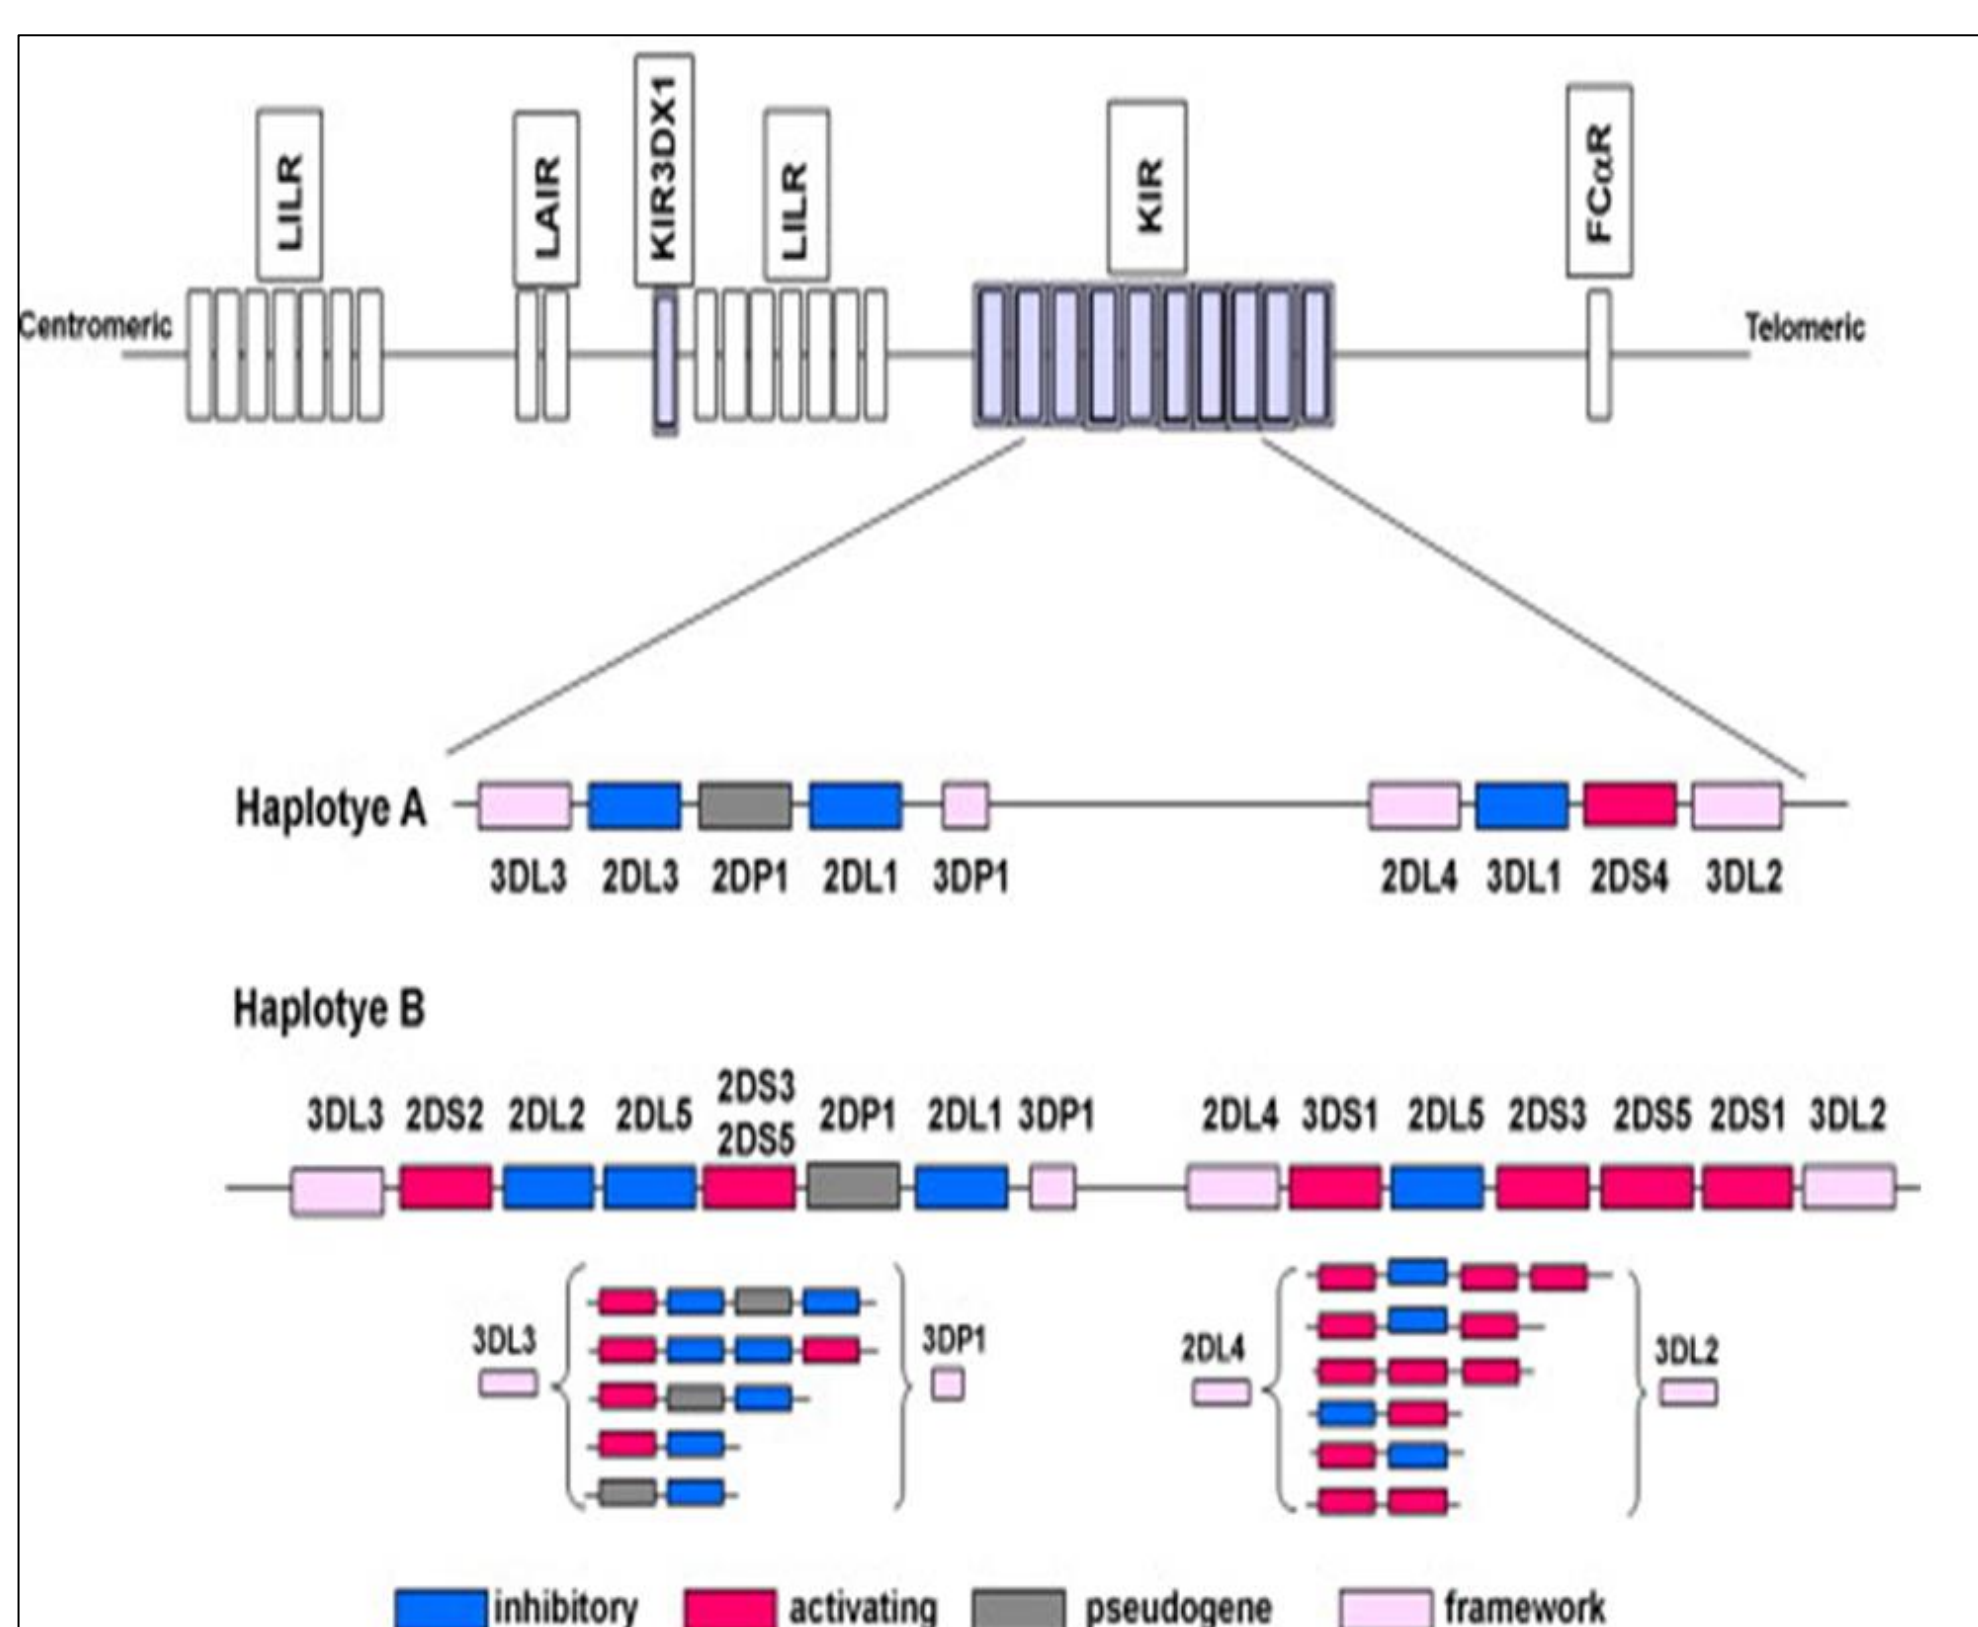 LILR
LAIR
KIR3DX1
LILR
KIR
FCαR
Centromeric
Telomeric
Haplotye A
3DL3 2DL3 2DP1 2DL1 3DP1 2DL4 3DL1 2DS4 3DL2
Haplotye B
3DL3 2DS2 2DL2 2DL5 2DS3 2DS5 2DP1 2DL1 3DP1 2DL4 3DS1 2DL5 2DS3 2DS5 2DS1 3DL2
3DL3 3DP1 2DL4 3DL2
inhibitory activating pseudogene framework